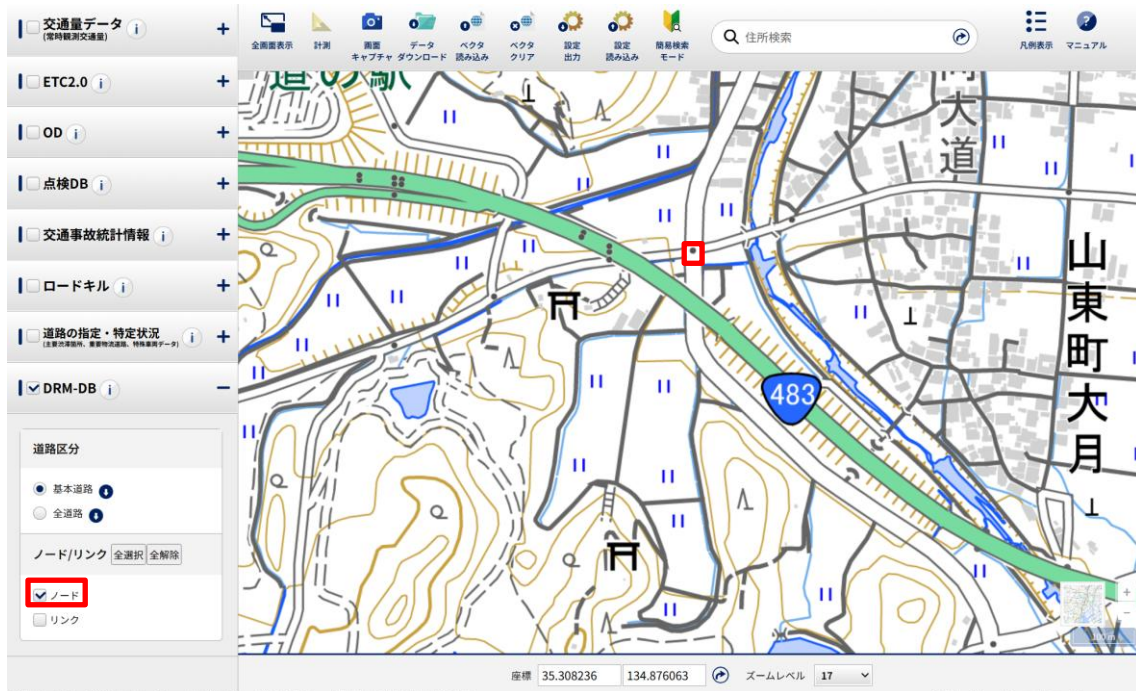 交通量データ
(常時観測交通量)
ETC2.0
OD
点検DB
交通事故統計情報
ロードキル
道路の指定・特定状況
(主要渋滞箇所、重要物流道路、特殊車両データ)
DRM-DB
道路区分
基本道路
全道路
ノード/リンク 全選択 全解除
ノード
リンク
全画面表示
計測
画面
キャプチャ
データ
ダウンロード
ベクタ
読み込み
ベクタ
クリア
設定
出力
設定
読み込み
簡易検索
モード
住所検索
凡例表示
マニュアル
道の駅
大道
山東町大月
483
100 m
座標 35.308236 134.876063 ズームレベル 17